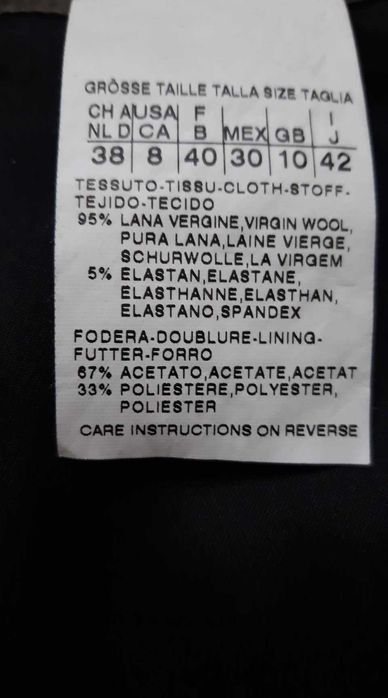 GRÖSSE TAILLE TALLA SIZE TAGLIA
CH A USA F I
NL D CA B MEX GB J
38 8 40 30 10 42
TESSUTO-TISSU-CLOTH-STOFF-
TEJIDO-TECIDO
95% LANA VERGINE,VIRGIN WOOL,
PURA LANA,LAINE VIERGE,
SCHURWOLLE,LA VIRGEM
5% ELASTAN,ELASTANE,
ELASTHANNE,ELASTHAN,
ELASTANO,SPANDEX
FODERA-DOUBLURE-LINING-
FUTTER-FORRO
67% ACETATO,ACETATE,ACETAT
33% POLIESTERE,POLYESTER,
POLIESTER
CARE INSTRUCTIONS ON REVERSE